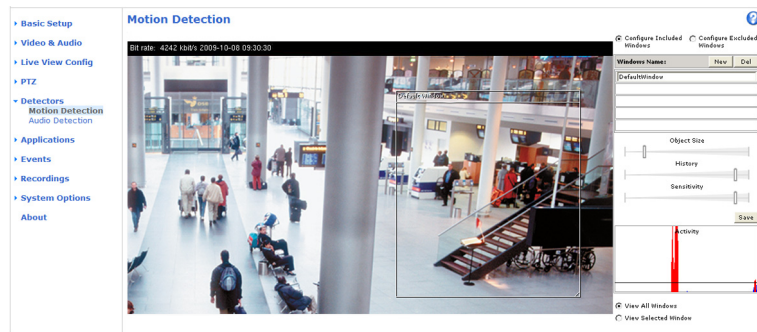 Motion Detection
Basic Setup
Video & Audio
Live View Config
PTZ
Detectors
Motion Detection
Audio Detection
Applications
Events
Recordings
System Options
About
Bit rate: 4242 kbit/s 2009-10-08 09:30:30
Default Window
?
Configure Included Windows
Configure Excluded Windows
Windows Name:
New
Del
DefaultWindow
Object Size
History
Sensitivity
Save
Activity
View All Windows
View Selected Window